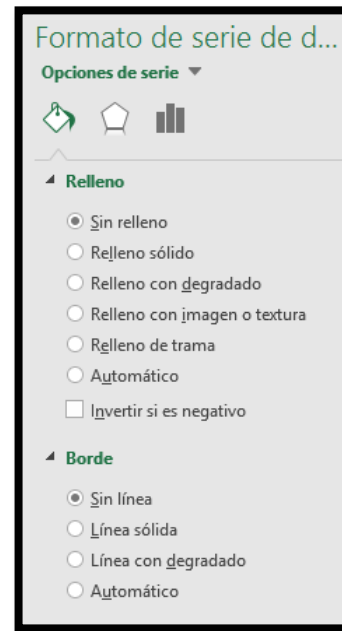 Formato de serie de d...
Opciones de serie
Relleno
Sin relleno
Relleno sólido
Relleno con degradado
Relleno con imagen o textura
Relleno de trama
Automático
Invertir si es negativo
Borde
Sin línea
Línea sólida
Línea con degradado
Automático